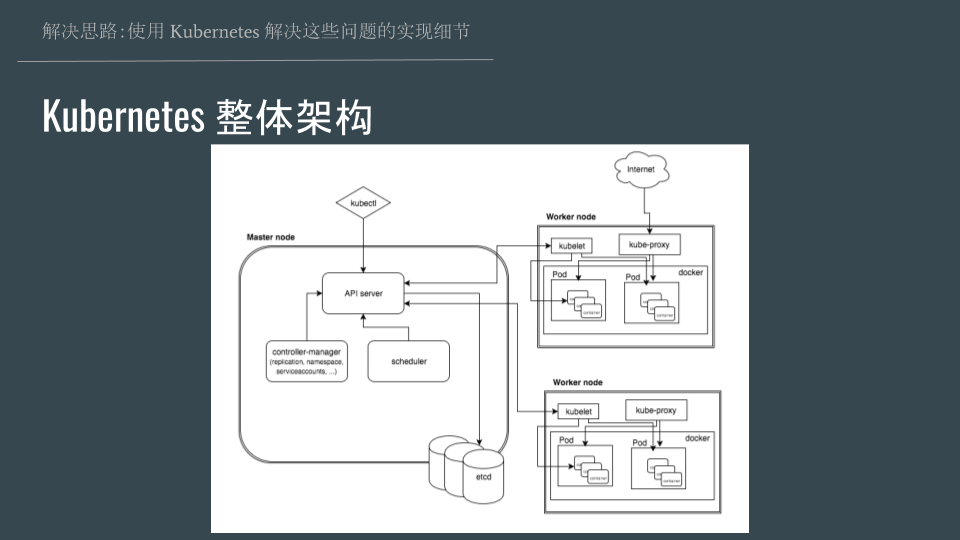 解决思路:使用 Kubernetes 解决这些问题的实现细节
Kubernetes 整体架构
Internet
kubectl
Master node
API server
controller-manager
(replication, namespace,
serviceaccounts, ...)
scheduler
etcd
Worker node
kubelet
kube-proxy
docker
Pod
container
Pod
container
Worker node
kubelet
kube-proxy
docker
Pod
container
Pod
container